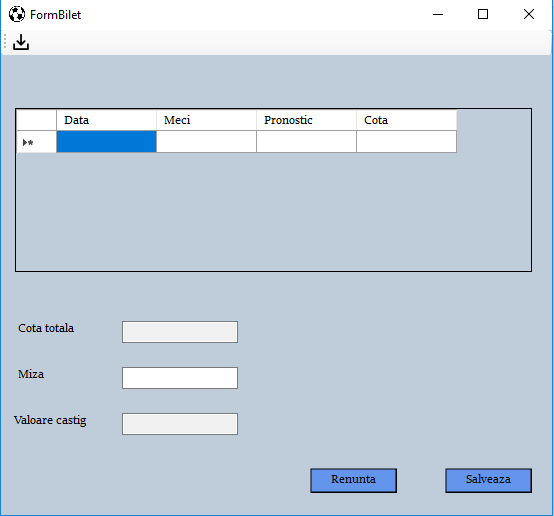 FormBilet
Data Meci Pronostic Cota
Cota totala
Miza
Valoare castig
Renunta Salveaza